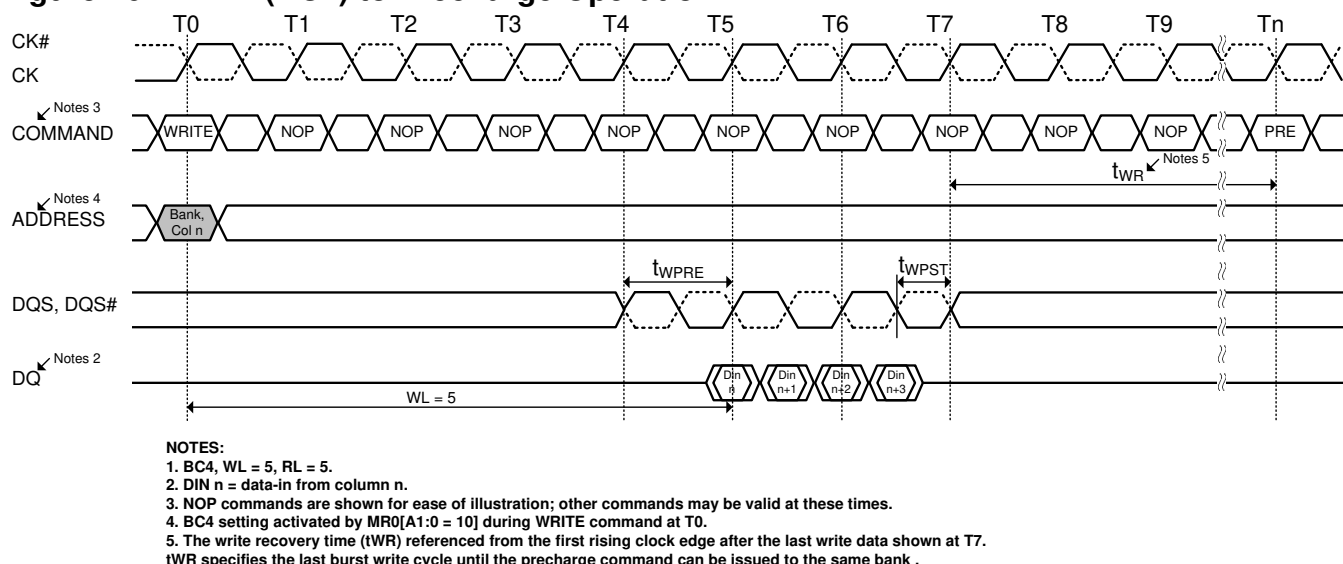 T0 T1 T2 T3 T4 T5 T6 T7 T8 T9 Tn
CK#
CK
Notes 3
COMMAND
WRITE NOP NOP NOP NOP NOP NOP NOP NOP NOP PRE
tWR Notes 5
Notes 4
ADDRESS
Bank,
Col n
tWPRE tWPST
DQS, DQS#
Notes 2
DQ
Din
n
Din
n+1
Din
n+2
Din
n+3
WL = 5
NOTES:
1. BC4, WL = 5, RL = 5.
2. DIN n = data-in from column n.
3. NOP commands are shown for ease of illustration; other commands may be valid at these times.
4. BC4 setting activated by MR0[A1:0 = 10] during WRITE command at T0.
5. The write recovery time (tWR) referenced from the first rising clock edge after the last write data shown at T7.
tWR specifies the last burst write cycle until the precharge command can be issued to the same bank .